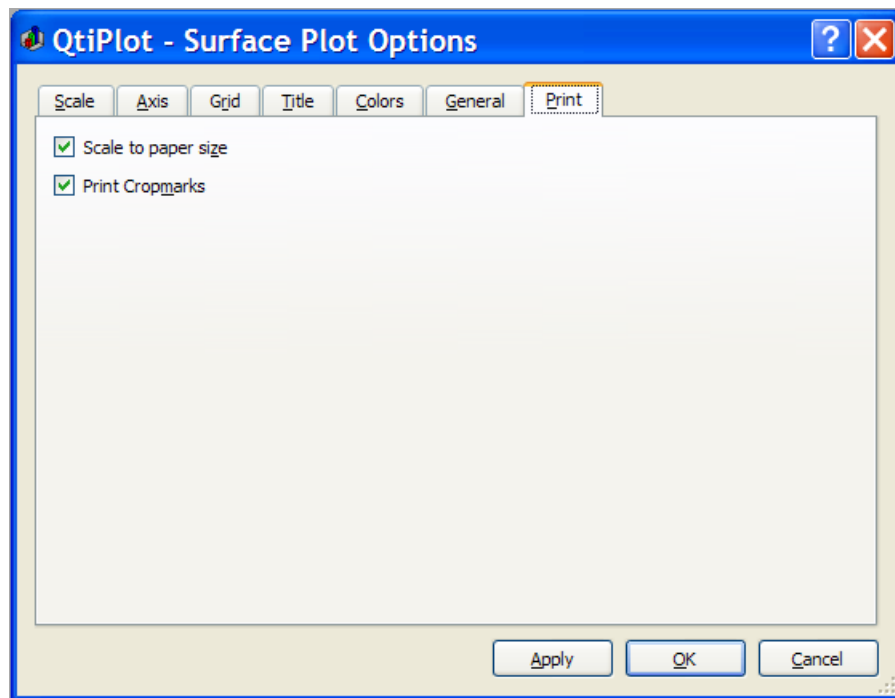 QtiPlot - Surface Plot Options
?
Scale Axis Grid Title Colors General Print
Scale to paper size
Print Cropmarks
Apply OK Cancel